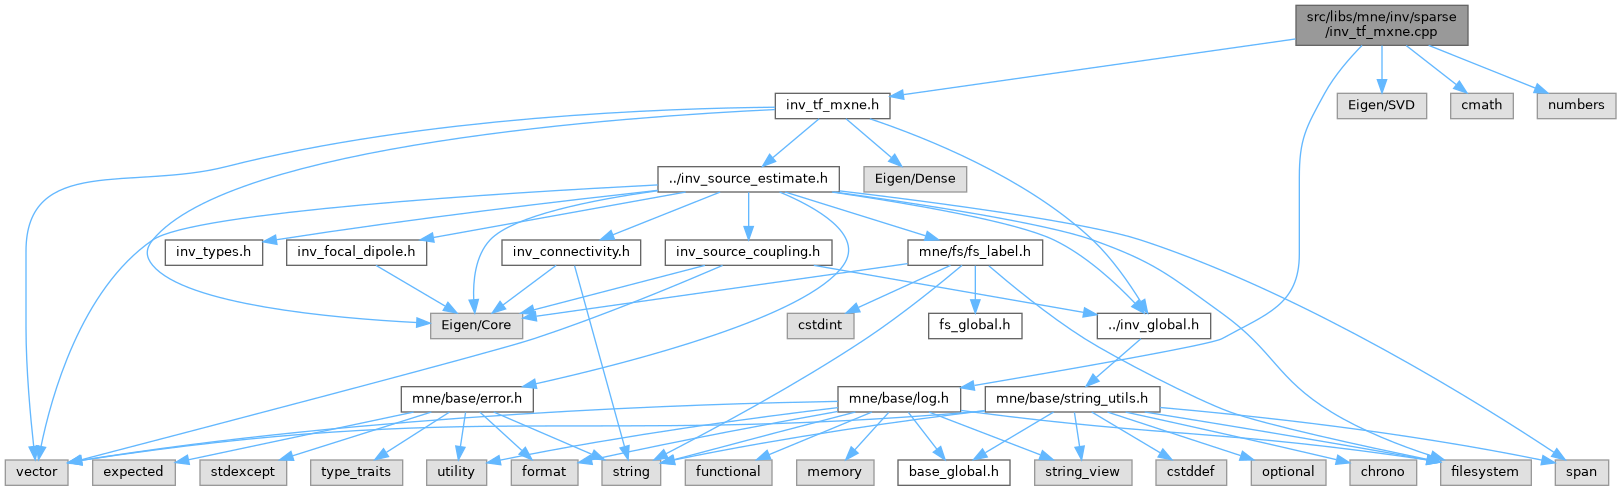 src/libs/mne/inv/sparse
/inv_tf_mxne.cpp
inv_tf_mxne.h
Eigen/SVD
cmath
numbers
../inv_source_estimate.h
Eigen/Dense
inv_types.h
inv_focal_dipole.h
inv_connectivity.h
inv_source_coupling.h
mne/fs/fs_label.h
Eigen/Core
cstdint
fs_global.h
../inv_global.h
mne/base/error.h
mne/base/log.h
mne/base/string_utils.h
vector
expected
stdexcept
type_traits
utility
format
string
functional
memory
base_global.h
string_view
cstddef
optional
chrono
filesystem
span